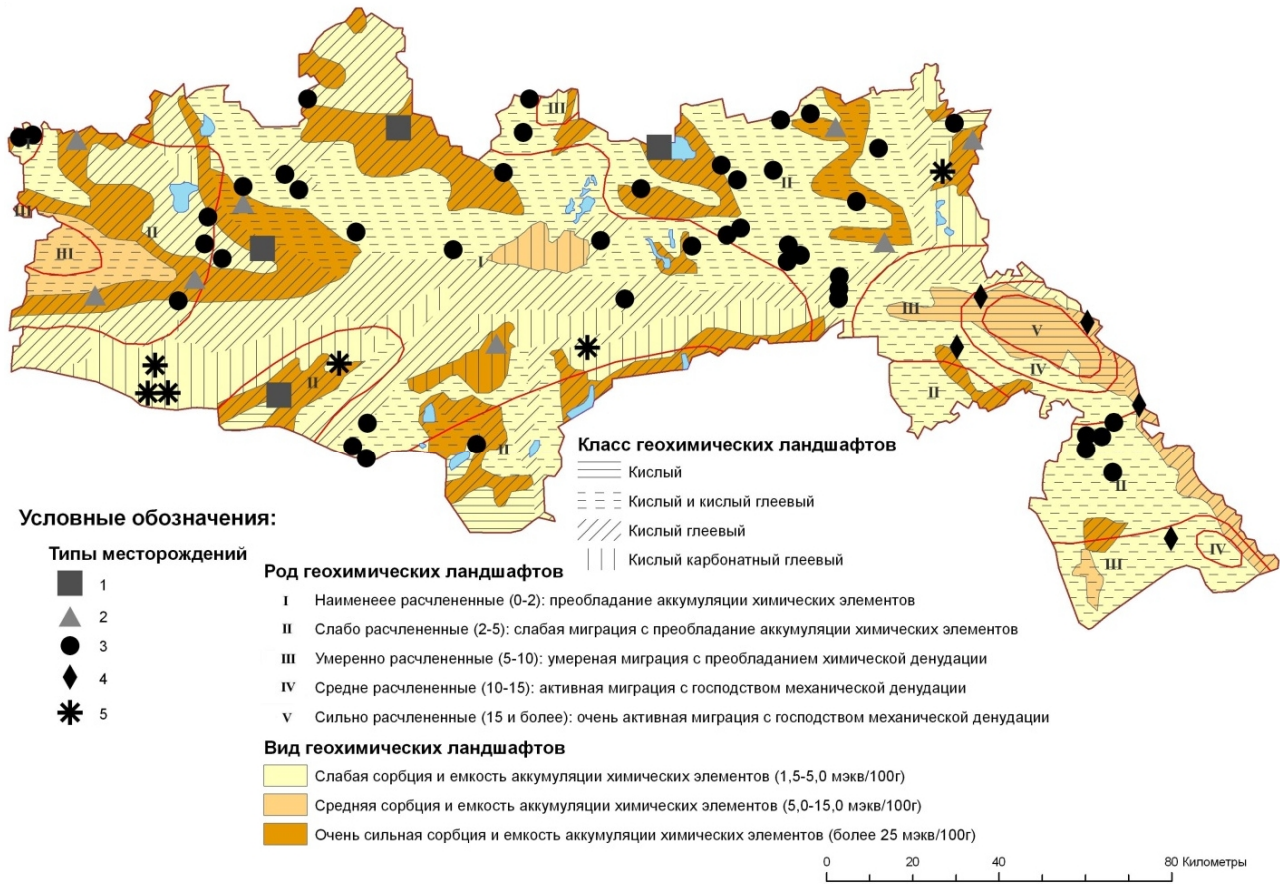 III
I
II
III
I
II
III
II
III
III
V
IV
II
II
II
II
IV
III
Класс геохимических ландшафтов
Кислый
Кислый и кислый глеевый
Кислый глеевый
Кислый карбонатный глеевый
Условные обозначения:
Типы месторождений
1
2
3
4
5
Род геохимических ландшафтов
I Наименеее расчлененные (0-2): преобладание аккумуляции химических элементов
II Слабо расчлененные (2-5): слабая миграция с преобладание аккумуляции химических элементов
III Умеренно расчлененные (5-10): умереная миграция с преобладанием химической денудации
IV Средне расчлененные (10-15): активная миграция с господством механической денудации
V Сильно расчлененные (15 и более): очень активная миграция с господством механической денудации
Вид геохимических ландшафтов
Слабая сорбция и емкость аккумуляции химических элементов (1,5-5,0 мэкв/100г)
Средняя сорбция и емкость аккумуляции химических элементов (5,0-15,0 мэкв/100г)
Очень сильная сорбция и емкость аккумуляции химических элементов (более 25 мэкв/100г)
0 20 40 80 Километры